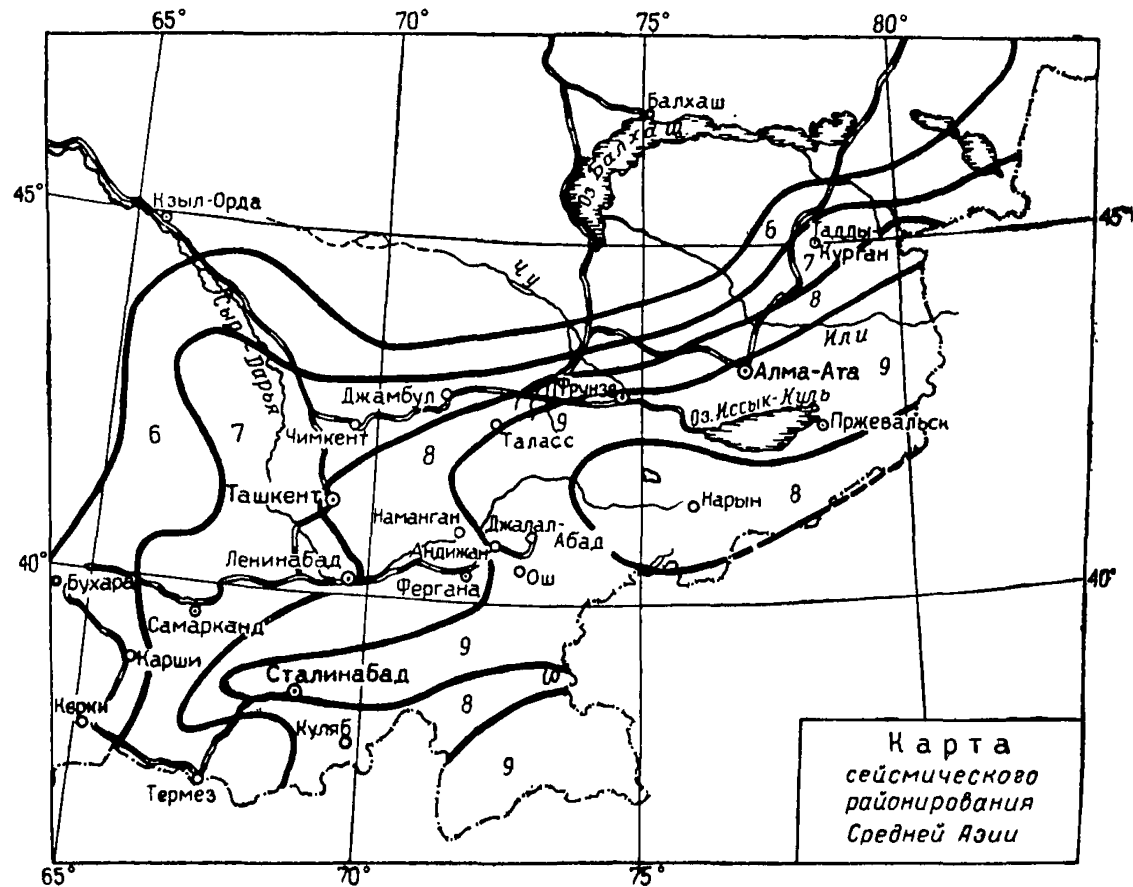 65° 70° 75° 80°
Балхаш
Оз. Балхаш
45°
Кзыл-Орда
6
Талды-
45°
Курган
7
Чу
8
Сыр
Дарья
Или
Фрунзе
Алма-Ата
9
Джамбул
Оз. Иссык-Куль
6
7
Чимкент
8
Таласс
9
Пржевальск
Ташкент
8
Нарын
Наманган
Джалал-
Абад
40°
Ленинабад
Андижан
40°
Бухара
Фергана
Ош
Самарканд
9
Карши
Сталинабад
8
8
Керки
Куляб
9
Термез
Карта
сейсмического
районирования
Средней Азии
65° 70° 75°